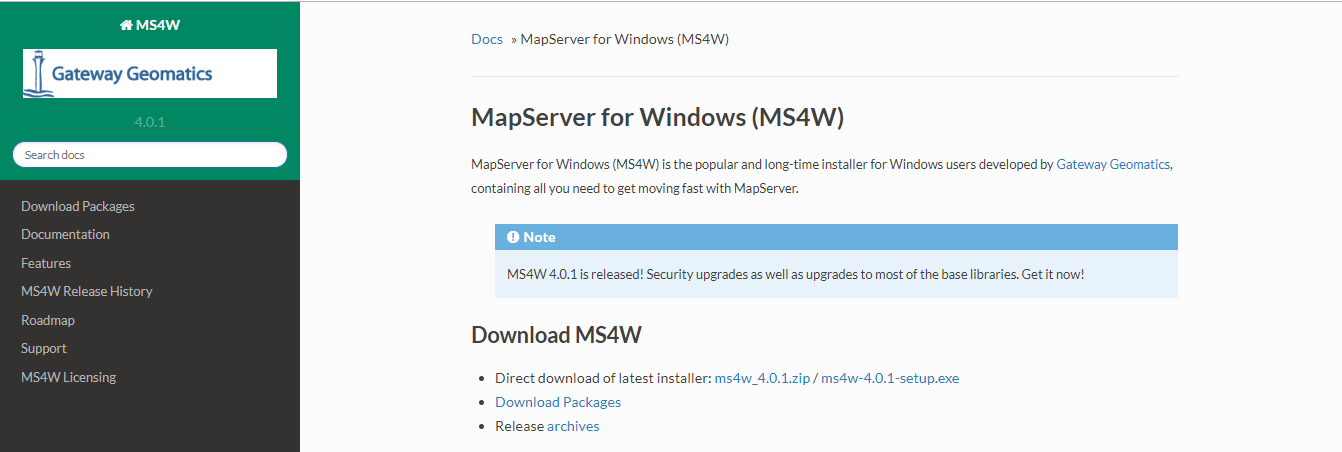 MS4W
Gateway Geomatics
4.0.1
Search docs
Download Packages
Documentation
Features
MS4W Release History
Roadmap
Support
MS4W Licensing
Docs » MapServer for Windows (MS4W)
MapServer for Windows (MS4W)
MapServer for Windows (MS4W) is the popular and long-time installer for Windows users developed by Gateway Geomatics,
containing all you need to get moving fast with MapServer.
Note
MS4W 4.0.1 is released! Security upgrades as well as upgrades to most of the base libraries. Get it now!
Download MS4W
• Direct download of latest installer: ms4w_4.0.1.zip / ms4w-4.0.1-setup.exe
• Download Packages
• Release archives